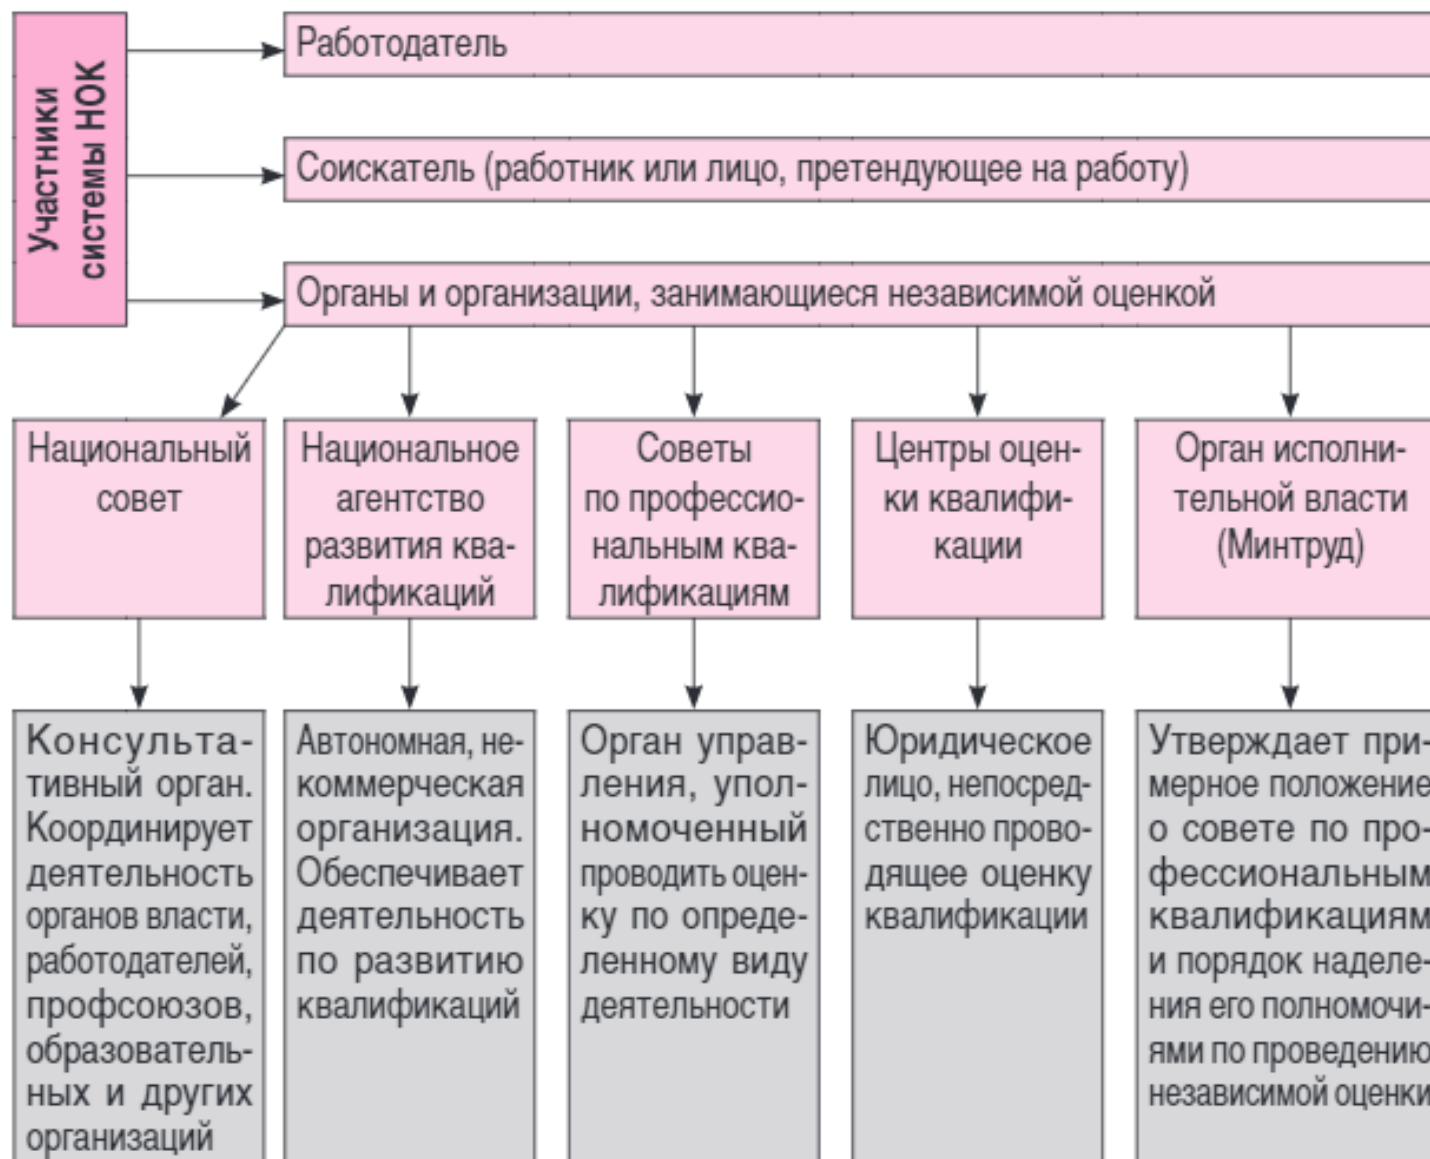 Участники
системы НОК
Работодатель
Соискатель (работник или лицо, претендующее на работу)
Органы и организации, занимающиеся независимой оценкой
Национальный
совет
Национальное
агентство
развития ква-
лификаций
Советы
по профессио-
нальным ква-
лификациям
Центры оцен-
ки квалифи-
кации
Орган исполни-
тельной власти
(Минтруд)
Консульта-
тивный орган.
Координирует
деятельность
органов власти,
работодателей,
профсоюзов,
образователь-
ных и других
организаций
Автономная, не-
коммерческая
организация.
Обеспечивает
деятельность
по развитию
квалификаций
Орган управ-
ления, упол-
номоченный
проводить оцен-
ку по опреде-
ленному виду
деятельности
Юридическое
лицо, непосред-
ственно прово-
дящее оценку
квалификации
Утверждает при-
мерное положение
о совете по про-
фессиональным
квалификациям
и порядок наделе-
ния его полномочи-
ями по проведению
независимой оценки